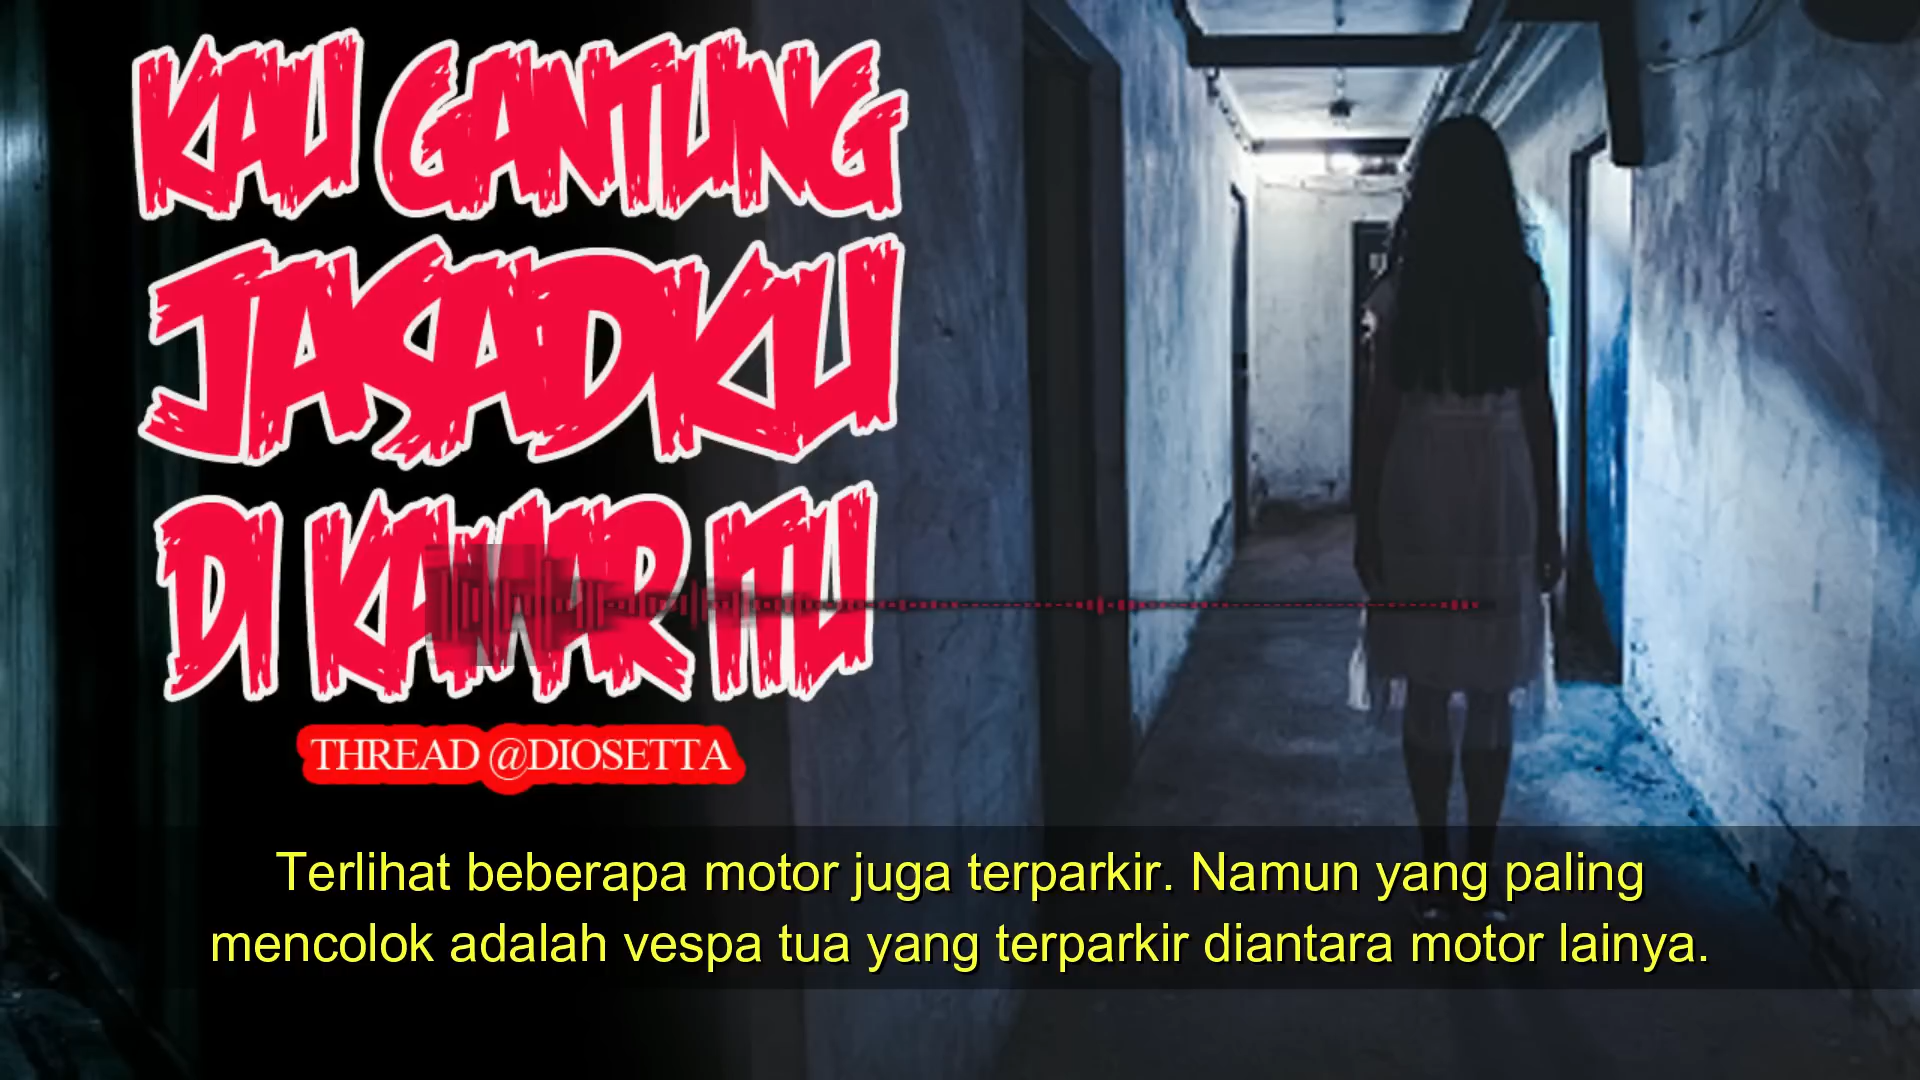 KAU GANTUNG
JASADKU
DI KAMAR ITU
THREAD @DIOSETTA
Terlihat beberapa motor juga terparkir. Namun yang paling
mencolok adalah vespa tua yang terparkir diantara motor lainya.